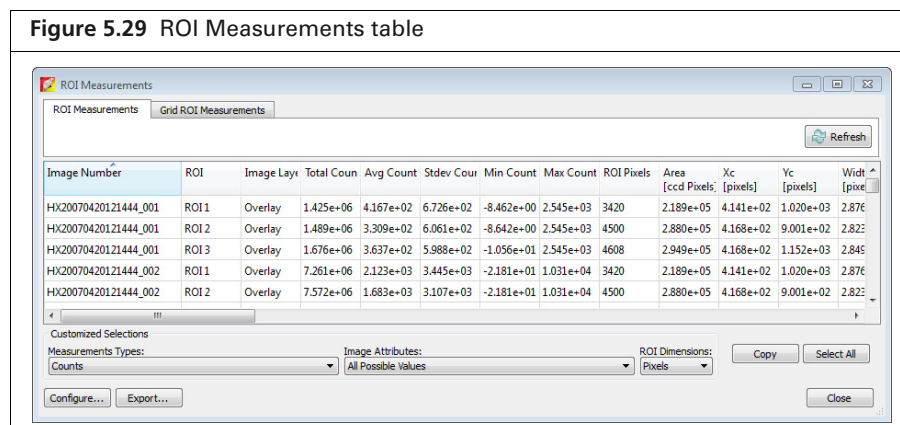 Figure 5.29 ROI Measurements table
ROI Measurements
ROI Measurements Grid ROI Measurements
Refresh
Image Number ROI Image Laye Total Coun Avg Count Stdev Coun Min Count Max Count ROI Pixels Area [ccd Pixels] Xc [pixels] Yc [pixels] Widt [pixe
HX20070420121444_001 ROI 1 Overlay 1.425e+06 4.167e+02 6.726e+02 -8.462e+00 2.545e+03 3420 2.189e+05 4.141e+02 1.020e+03 2.876
HX20070420121444_001 ROI 2 Overlay 1.489e+06 3.309e+02 6.061e+02 -8.642e+00 2.545e+03 4500 2.880e+05 4.168e+02 9.001e+02 2.823
HX20070420121444_001 ROI 3 Overlay 1.676e+06 3.637e+02 5.988e+02 -1.056e+01 2.545e+03 4608 2.949e+05 4.168e+02 1.152e+03 2.849
HX20070420121444_002 ROI 1 Overlay 7.261e+06 2.123e+03 3.445e+03 -2.181e+01 1.031e+04 3420 2.189e+05 4.141e+02 1.020e+03 2.876
HX20070420121444_002 ROI 2 Overlay 7.572e+06 1.683e+03 3.107e+03 -2.181e+01 1.031e+04 4500 2.880e+05 4.168e+02 9.001e+02 2.823
Customized Selections
Measurements Types: Image Attributes: ROI Dimensions:
Counts All Possible Values Pixels Copy Select All
Configure... Export... Close